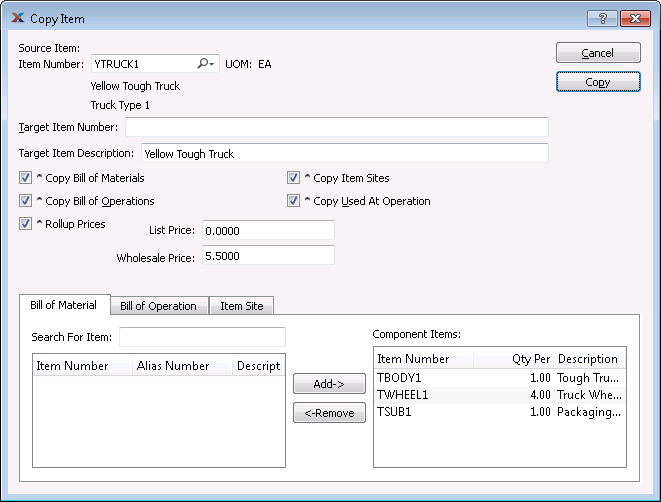 Copy Item
Source Item:
Item Number: YTRUCK1 UOM: EA
Cancel
Yellow Tough Truck
Copy
Truck Type 1
Target Item Number:
Target Item Description: Yellow Tough Truck
^ Copy Bill of Materials ^ Copy Item Sites
^ Copy Bill of Operations ^ Copy Used At Operation
^ Rollup Prices List Price: 0.0000
Wholesale Price: 5.5000
Bill of Material Bill of Operation Item Site
Search For Item: Component Items:
Item Number Alias Number Descript Item Number Qty Per Description
TBODY1 1.00 Tough Tru...
Add-> TWHEEL1 4.00 Truck Whe...
<-Remove TSUB1 1.00 Packaging...